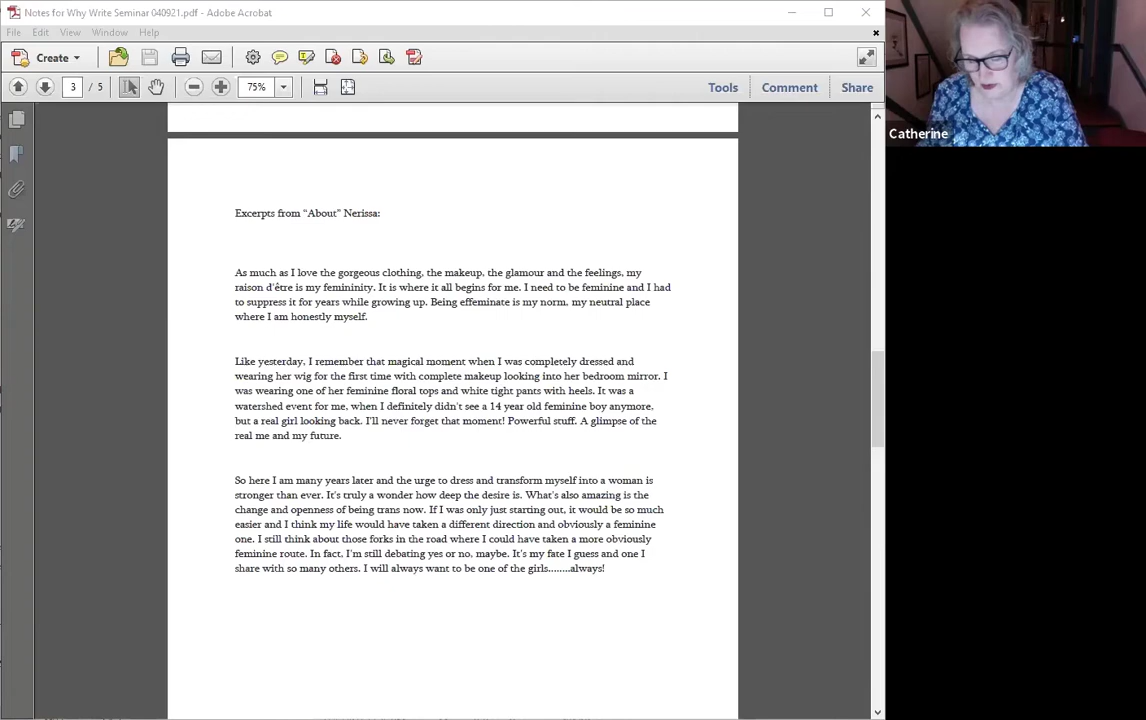 Notes for Why Write Seminar 040921.pdf - Adobe Acrobat
File Edit View Window Help
Create
3 / 5 75% Tools Comment Share
Catherine
Excerpts from “About” Nerissa:
As much as I love the gorgeous clothing, the makeup, the glamour and the feelings, my
raison d'être is my femininity. It is where it all begins for me. I need to be feminine and I had
to suppress it for years while growing up. Being effeminate is my norm, my neutral place
where I am honestly myself.
Like yesterday, I remember that magical moment when I was completely dressed and
wearing her wig for the first time with complete makeup looking into her bedroom mirror. I
was wearing one of her feminine floral tops and white tight pants with heels. It was a
watershed event for me, when I definitely didn't see a 14 year old feminine boy anymore,
but a real girl looking back. I'll never forget that moment! Powerful stuff. A glimpse of the
real me and my future.
So here I am many years later and the urge to dress and transform myself into a woman is
stronger than ever. It's truly a wonder how deep the desire is. What's also amazing is the
change and openness of being trans now. If I was only just starting out, it would be so much
easier and I think my life would have taken a different direction and obviously a feminine
one. I still think about those forks in the road where I could have taken a more obviously
feminine route. In fact, I'm still debating yes or no, maybe. It's my fate I guess and one I
share with so many others. I will always want to be one of the girls........always!